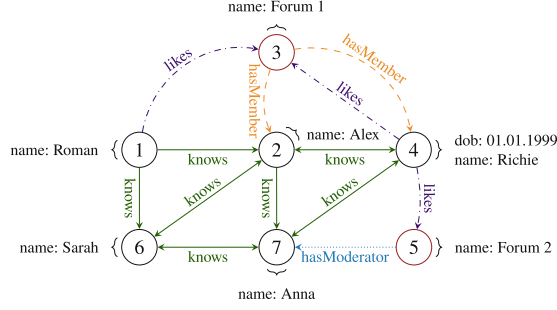 name: Forum 1
3
likes
hasMember
hasMember
likes
name: Alex
name: Roman
1
knows
2
knows
4
dob: 01.01.1999
name: Richie
knows
knows
knows
knows
likes
name: Sarah
6
knows
7
hasModerator
5
name: Forum 2
name: Anna